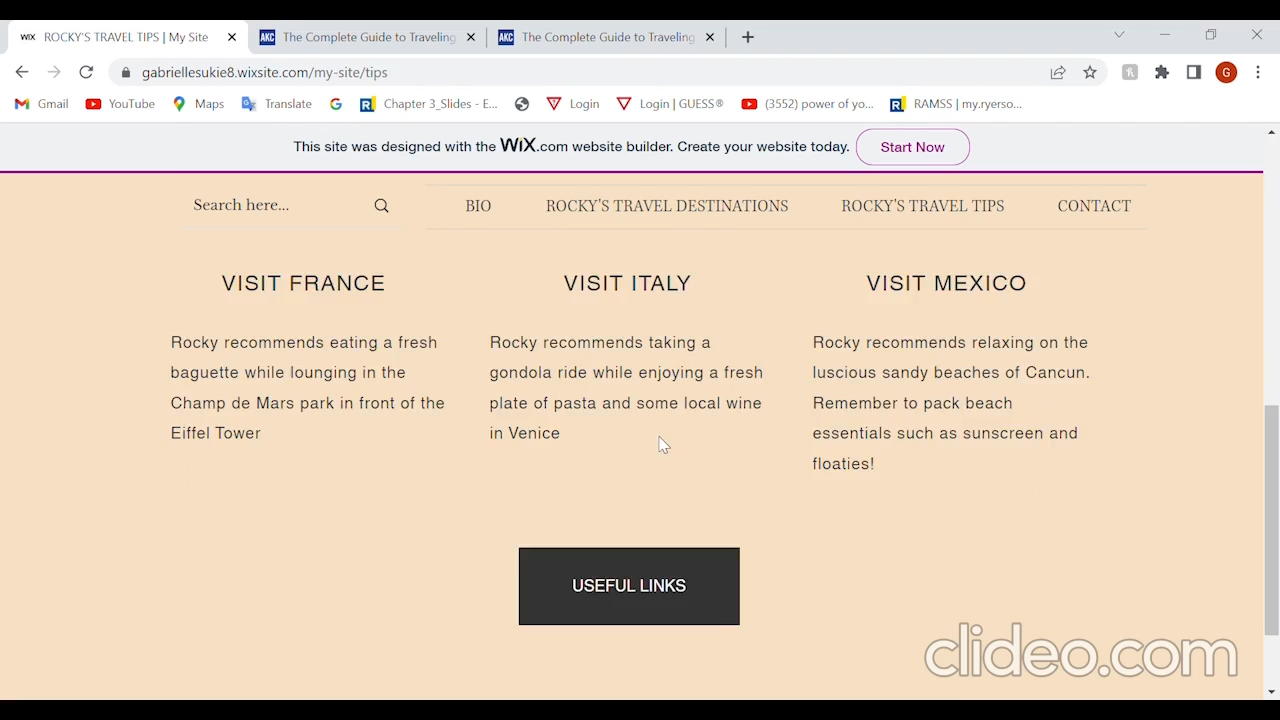 WIX ROCKY'S TRAVEL TIPS | My Site
AKC The Complete Guide to Traveling
AKC The Complete Guide to Traveling
gabriellesukie8.wixsite.com/my-site/tips
G
Gmail YouTube Maps Translate Chapter 3_Slides - E... Login Login | GUESS® (3552) power of yo... RAMSS | my.ryerso...
This site was designed with the WiX.com website builder. Create your website today. Start Now
Search here... BIO ROCKY'S TRAVEL DESTINATIONS ROCKY'S TRAVEL TIPS CONTACT
VISIT FRANCE
Rocky recommends eating a fresh
baguette while lounging in the
Champ de Mars park in front of the
Eiffel Tower
VISIT ITALY
Rocky recommends taking a
gondola ride while enjoying a fresh
plate of pasta and some local wine
in Venice
VISIT MEXICO
Rocky recommends relaxing on the
luscious sandy beaches of Cancun.
Remember to pack beach
essentials such as sunscreen and
floaties!
USEFUL LINKS
clideo.com